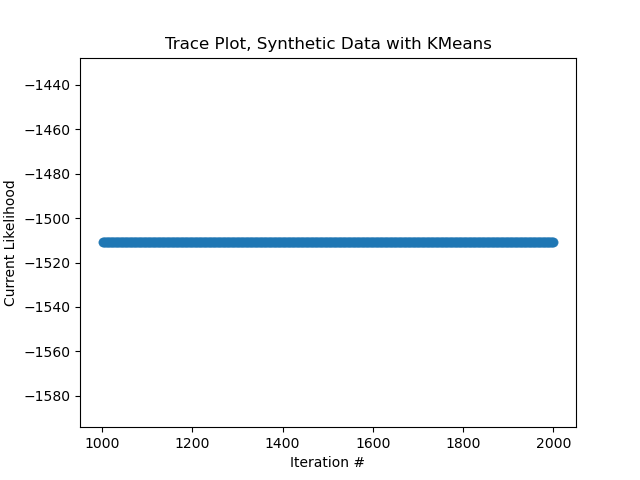 Trace Plot, Synthetic Data with KMeans
Current Likelihood
−1440
−1460
−1480
−1500
−1520
−1540
−1560
−1580
1000 1200 1400 1600 1800 2000
Iteration #